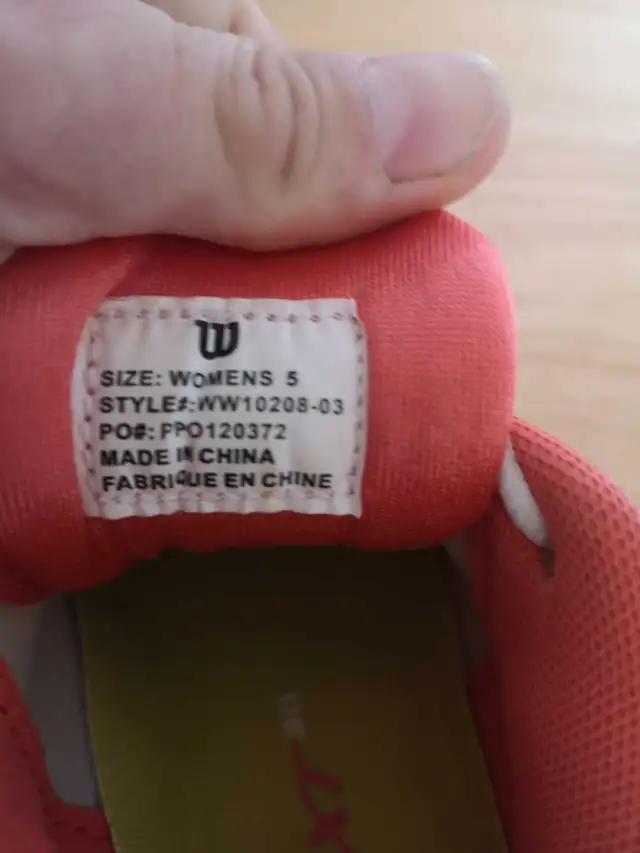 W
SIZE: WOMENS 5
STYLE#:WW10208-03
PO#: PPO120372
MADE IN CHINA
FABRIQUE EN CHINE